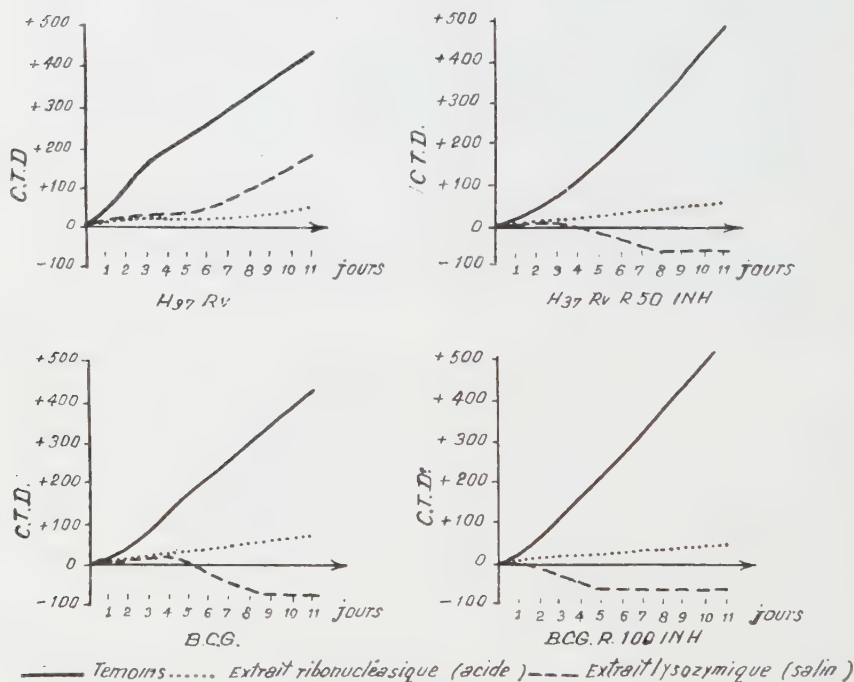 +500
+400
+300
+200
+100
0
-100
C.T.D
1 2 3 4 5 6 7 8 9 10 11 jours
H97 Rv
+500
+400
+300
+200
+100
0
-100
C.T.D.
1 2 3 4 5 6 7 8 9 10 11 jours
H37 Rv R 50 INH
+500
+400
+300
+200
+100
0
-100
C.T.D.
1 2 3 4 5 6 7 8 9 10 11 jours
B.C.G.
+500
+400
+300
+200
+100
0
-100
C.T.D.
1 2 3 4 5 6 7 8 9 10 11 jours
BCG. R. 100 INH
Temoins Extrait ribonucléasique (acide) Extrait lysozymique (salin)